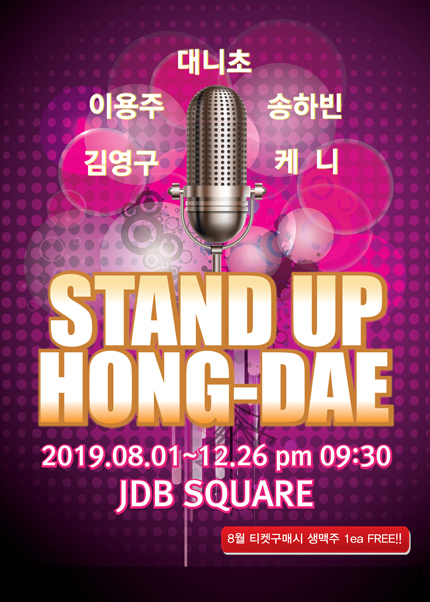 대니초
이용주 송하빈
김영구 케 니
STAND UP
HONG-DAE
2019.08.01~12.26 pm 09:30
JDB SQUARE
8월 티켓구매시 생맥주 1ea FREE!!